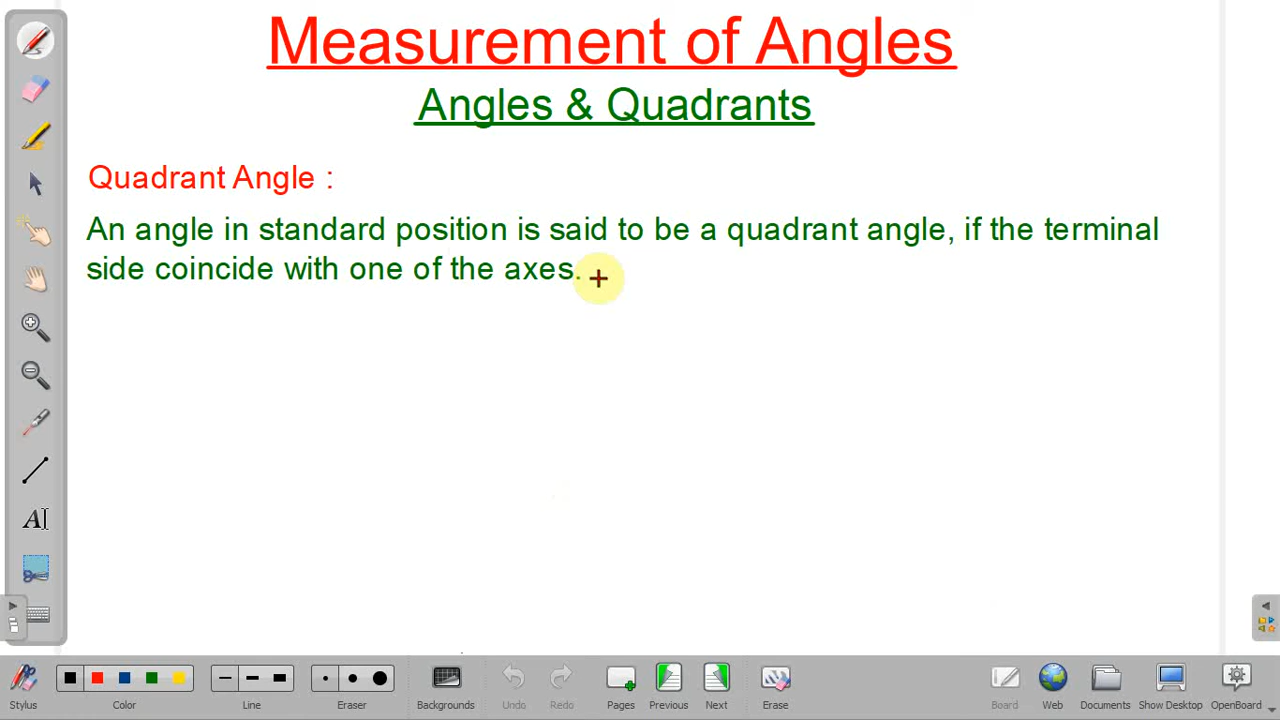 Measurement of Angles
Angles & Quadrants
Quadrant Angle :
An angle in standard position is said to be a quadrant angle, if the terminal
side coincide with one of the axes.
Stylus Color Line Eraser Backgrounds Undo Redo Pages Previous Next Erase Board Web Documents Show Desktop OpenBoard